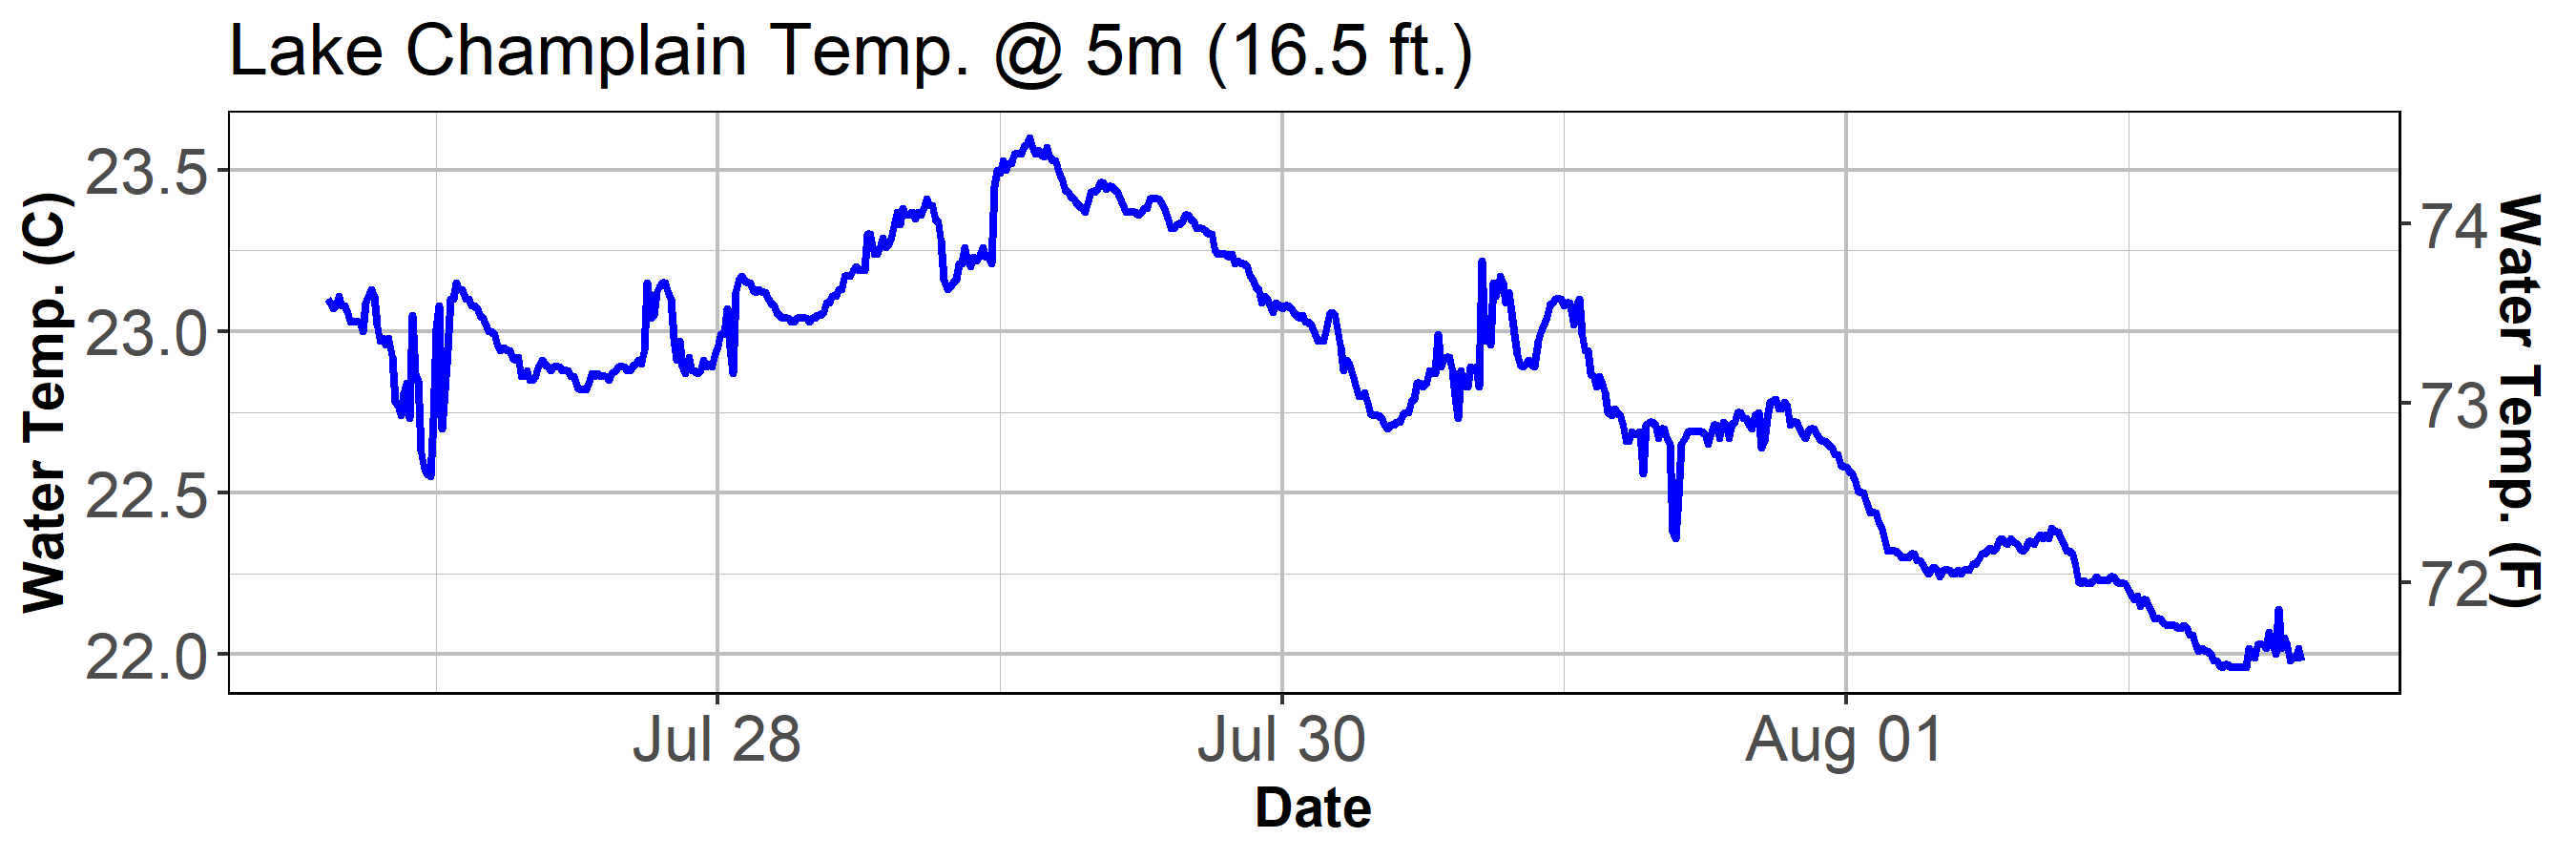 Lake Champlain Temp. @ 5m (16.5 ft.)
Water Temp. (C)
23.5
23.0
22.5
22.0
74
73
72
Water Temp. (F)
Jul 28
Jul 30
Aug 01
Date